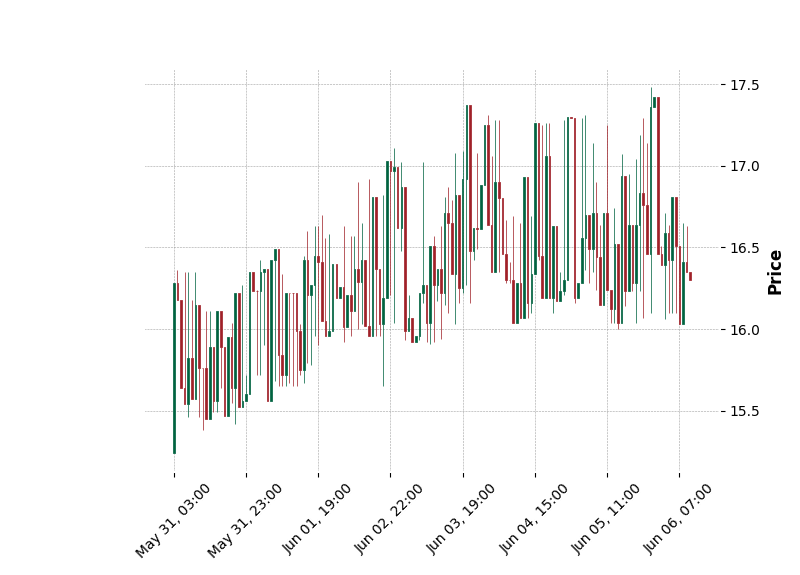 17.5
17.0
16.5
16.0
15.5
Price
May 31, 03:00
May 31, 23:00
Jun 01, 19:00
Jun 02, 22:00
Jun 03, 19:00
Jun 04, 15:00
Jun 05, 11:00
Jun 06, 07:00